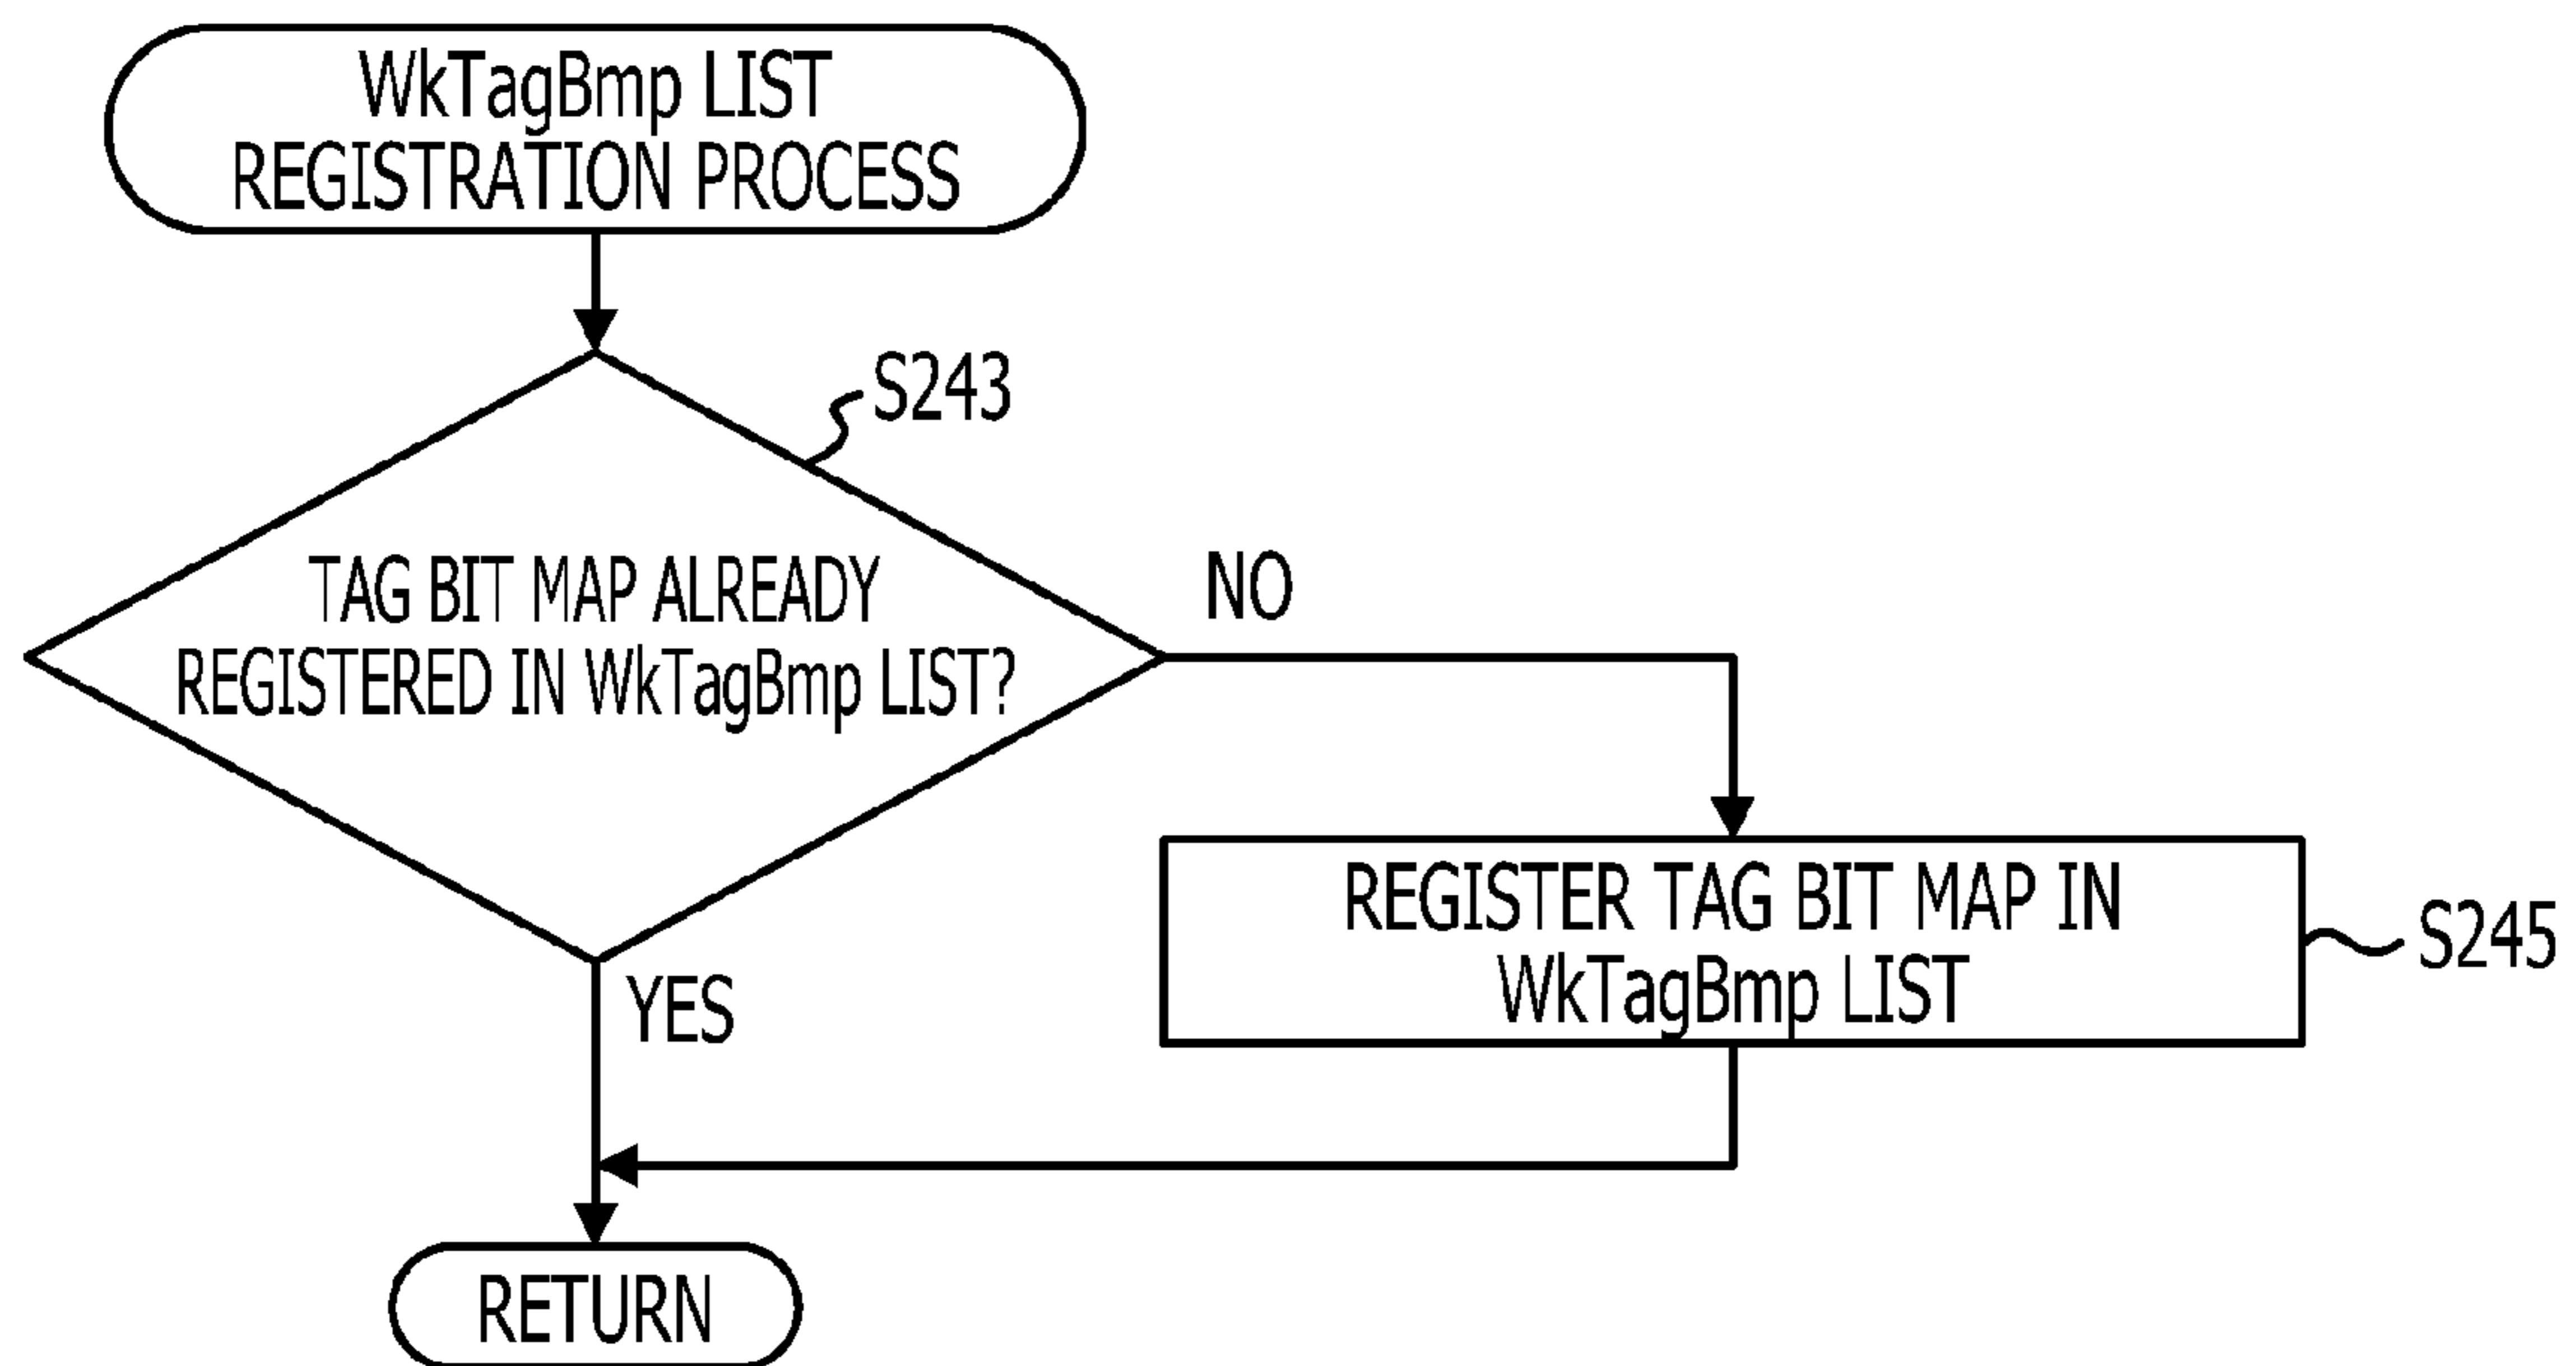 WkTagBmp LIST
REGISTRATION PROCESS
S243
TAG BIT MAP ALREADY
REGISTERED IN WkTagBmp LIST?
NO
YES
REGISTER TAG BIT MAP IN
WkTagBmp LIST
S245
RETURN